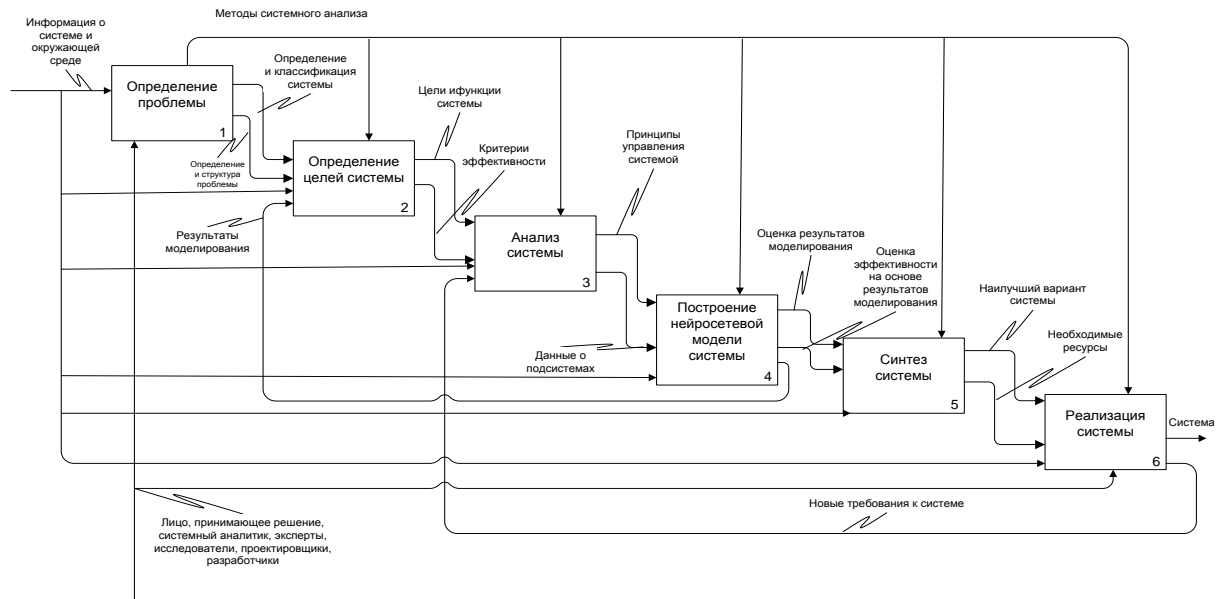 Методы системного анализа
Информация о
системе и
окружающей
среде
Определение
проблемы
1
Определение
и классификация
системы
Определение
и структура
проблемы
Определение
целей системы
2
Цели ифункции
системы
Критерии
эффективности
Результаты
моделирования
Анализ
системы
3
Принципы
управления
системой
Данные о
подсистемах
Построение
нейросетевой
модели
системы
4
Оценка результатов
моделирования
Оценка
эффективности
на основе
результатов
моделирования
Синтез
системы
5
Наилучший вариант
системы
Необходимые
ресурсы
Реализация
системы
6
Система
Новые требования к системе
Лицо, принимающее решение,
системный аналитик, эксперты,
исследователи, проектировщики,
разработчики